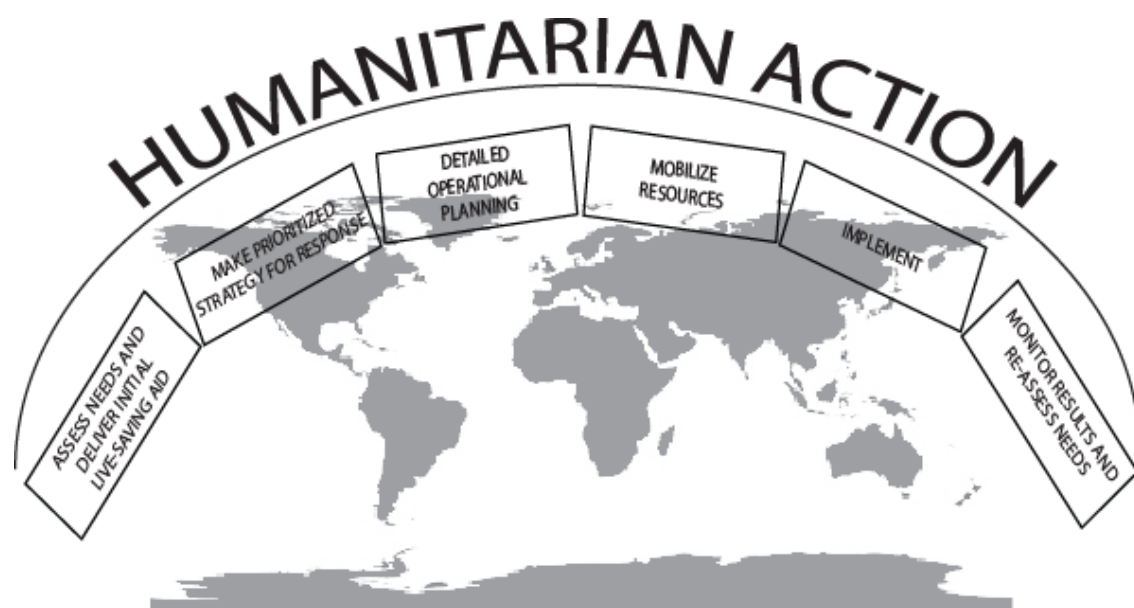 HUMANITARIAN ACTION
ASSESS NEEDS AND
DELIVER INITIAL
LIVE-SAVING AID
MAKE PRIORITIZED
STRATEGY FOR RESPONSE
DETAILED
OPERATIONAL
PLANNING
MOBILIZE
RESOURCES
IMPLEMENT
MONITOR RESULTS AND
RE-ASSESS NEEDS